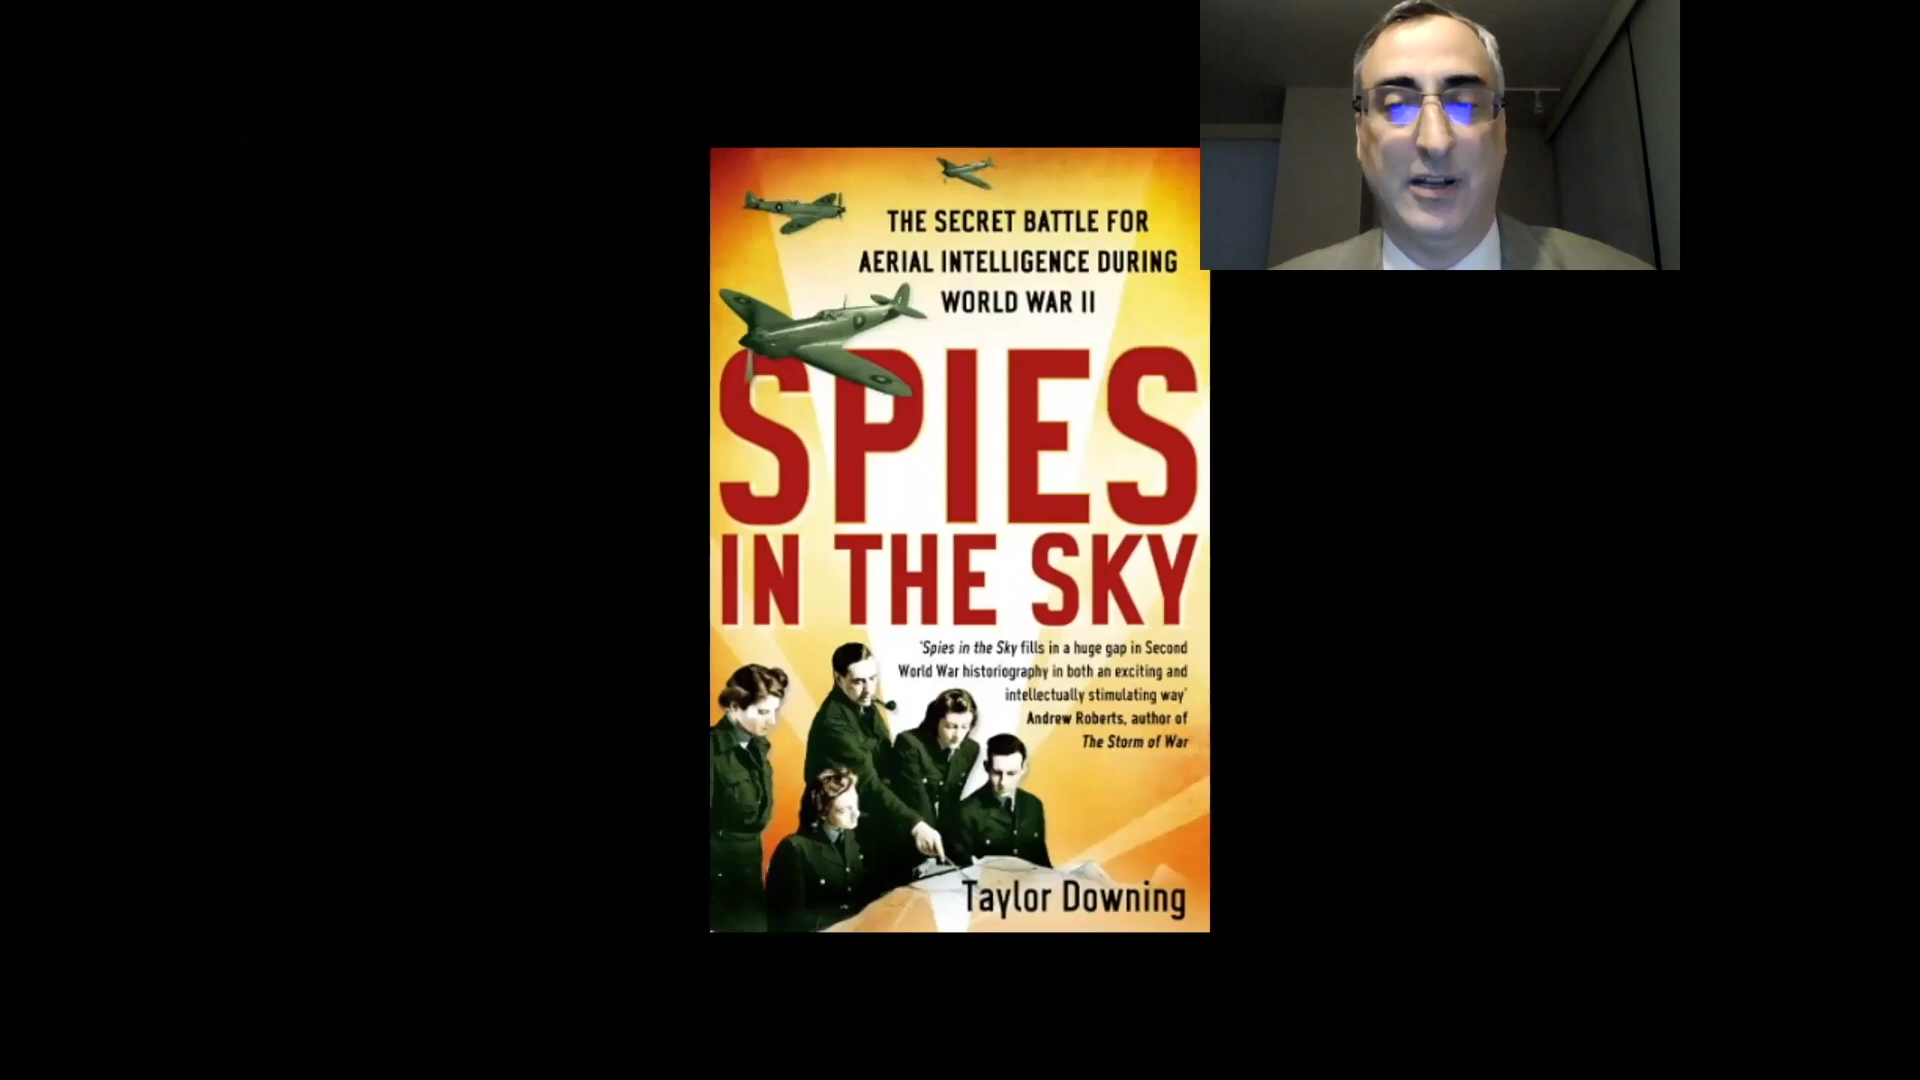 THE SECRET BATTLE FOR
AERIAL INTELLIGENCE DURING
WORLD WAR II
SPIES
IN THE SKY
'Spies in the Sky fills in a huge gap in Second
World War historiography in both an exciting and
intellectually stimulating way'
Andrew Roberts, author of
The Storm of War
Taylor Downing